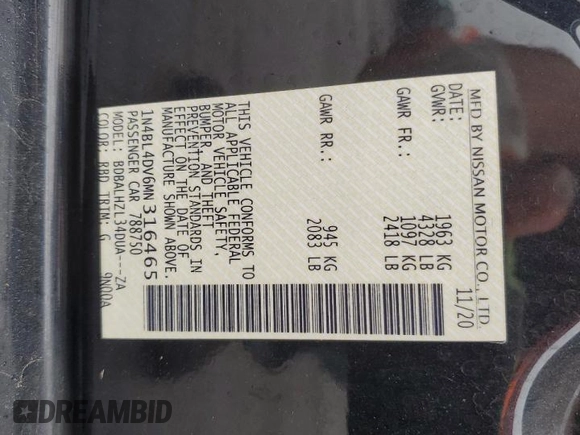 MFD BY NISSAN MOTOR CO., LTD.
DATE: 11/20
GVWR: 1963 KG
4328 LB
GAWR FR.: 1097 KG
2418 LB
GAWR RR.: 945 KG
2083 LB
THIS VEHICLE CONFORMS TO
ALL APPLICABLE FEDERAL
MOTOR VEHICLE SAFETY,
BUMPER, AND THEFT
PREVENTION STANDARDS IN
EFFECT ON THE DATE OF
MANUFACTURE SHOWN ABOVE.
1N4BL4DV6MN316465
PASSENGER CAR 788750
MODEL: BDBALHZL34DUA---ZA
COLOR: RBD TRIM: G 9N00A
DREAMBID